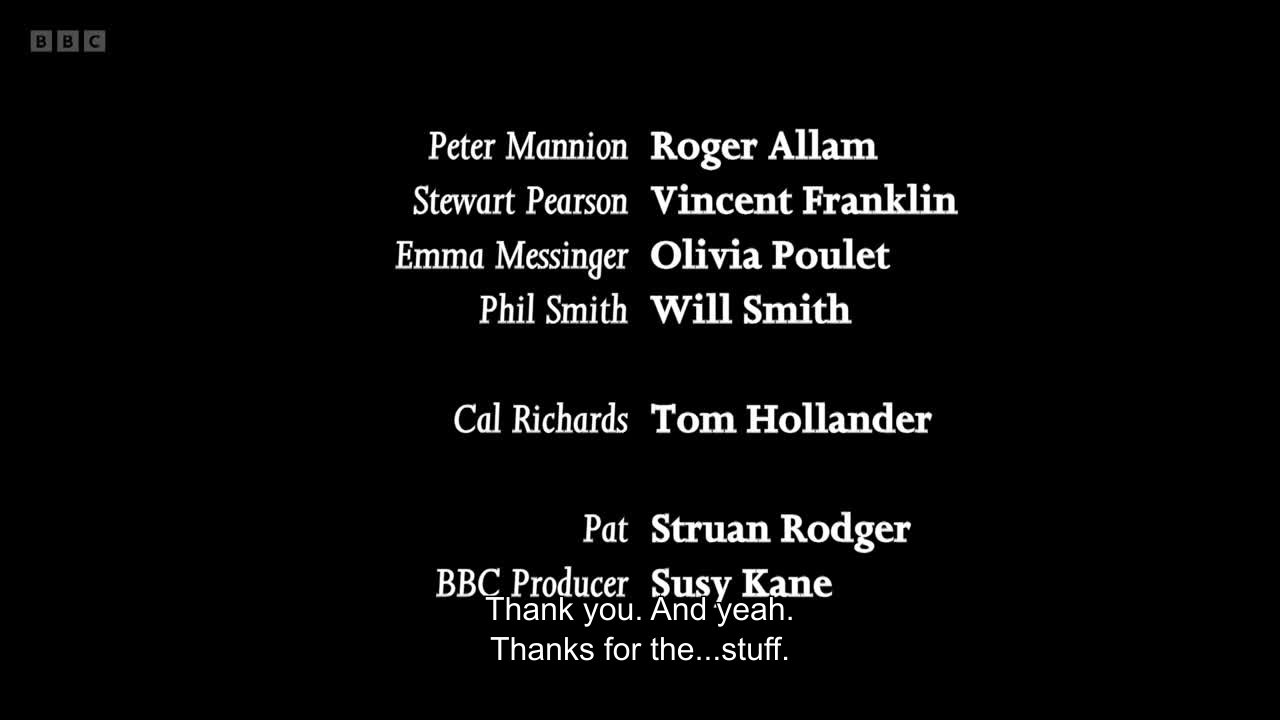 BBC
Peter Mannion Roger Allam
Stewart Pearson Vincent Franklin
Emma Messinger Olivia Poulet
Phil Smith Will Smith
Cal Richards Tom Hollander
Pat Struan Rodger
BBC Producer Susy Kane
Thank you. And yeah.
Thanks for the...stuff.